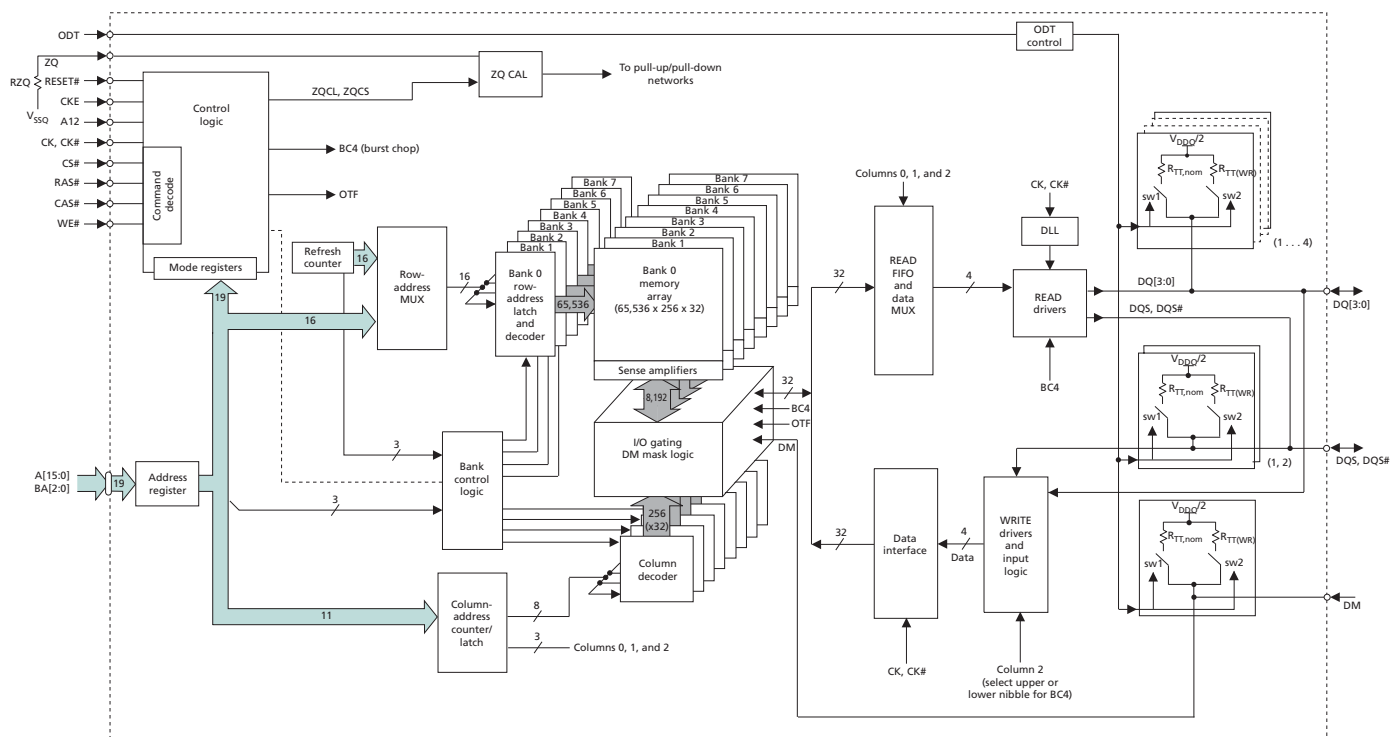 ODT
ODT
control
ZQ
RZQ
RESET#
ZQ CAL
To pull-up/pull-down
networks
CKE
Control
logic
ZQCL, ZQCS
VSSQ
A12
CK, CK#
BC4 (burst chop)
CS#
RAS#
CAS#
WE#
Command
decode
OTF
Mode registers
Refresh
counter
16
Row-
address
MUX
16
Bank 7
Bank 6
Bank 5
Bank 4
Bank 3
Bank 2
Bank 1
Bank 0
row-
address
latch
and
decoder
65,536
Bank 7
Bank 6
Bank 5
Bank 4
Bank 3
Bank 2
Bank 1
Bank 0
memory
array
(65,536 x 256 x 32)
Sense amplifiers
8,192
19
16
Columns 0, 1, and 2
32
READ
FIFO
and
data
MUX
4
CK, CK#
DLL
READ
drivers
BC4
VDDQ/2
RTT,nom
RTT(WR)
sw1
sw2
(1 . . . 4)
DQ[3:0]
DQ[3:0]
DQS, DQS#
32
BC4
OTF
DM
I/O gating
DM mask logic
VDDQ/2
RTT,nom
RTT(WR)
sw1
sw2
(1, 2)
DQS, DQS#
A[15:0]
BA[2:0]
19
Address
register
3
3
Bank
control
logic
256
(x32)
Column
decoder
32
Data
interface
4
Data
WRITE
drivers
and
input
logic
VDDQ/2
RTT,nom
RTT(WR)
sw1
sw2
DM
11
Column-
address
counter/
latch
8
3
Columns 0, 1, and 2
CK, CK#
Column 2
(select upper or
lower nibble for BC4)